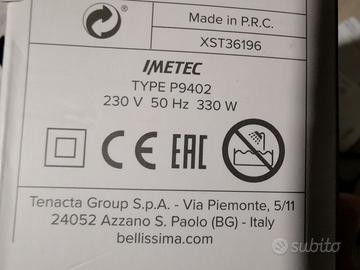 Made in P.R.C.
XST36196
IMETEC
TYPE P9402
230 V 50 Hz 330 W
CE EAC
Tenacta Group S.p.A. - Via Piemonte, 5/11
24052 Azzano S. Paolo (BG) - Italy
bellissima.com
subito